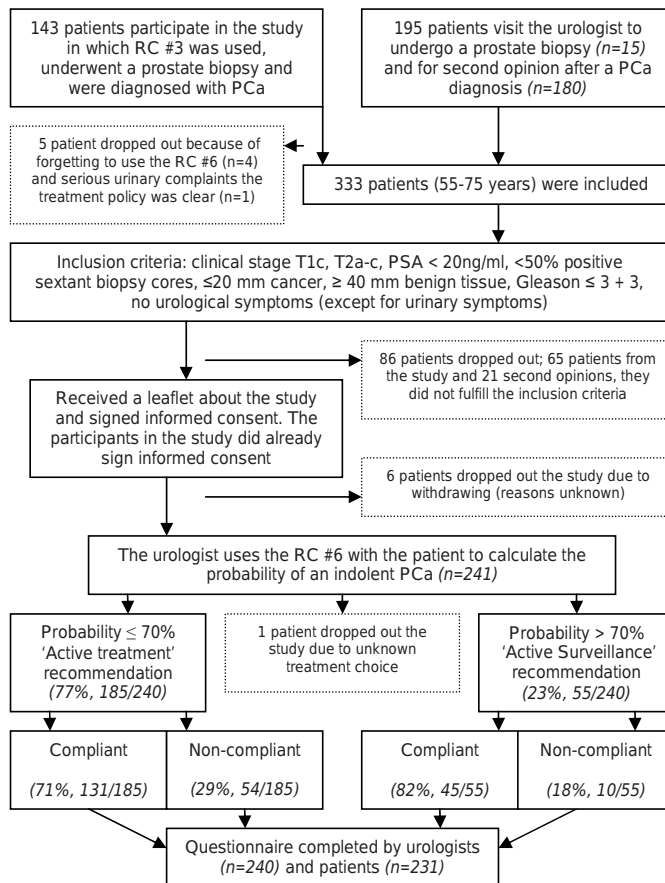 143 patients participate in the study
in which RC #3 was used,
underwent a prostate biopsy and
were diagnosed with PCa
195 patients visit the urologist to
undergo a prostate biopsy (n=15)
and for second opinion after a PCa
diagnosis (n=180)
5 patient dropped out because of
forgetting to use the RC #6 (n=4)
and serious urinary complaints the
treatment policy was clear (n=1)
333 patients (55-75 years) were included
Inclusion criteria: clinical stage T1c, T2a-c, PSA < 20ng/ml, <50% positive
sextant biopsy cores, ≤20 mm cancer, ≥ 40 mm benign tissue, Gleason ≤ 3 + 3,
no urological symptoms (except for urinary symptoms)
86 patients dropped out; 65 patients from
the study and 21 second opinions, they
did not fulfill the inclusion criteria
Received a leaflet about the study
and signed informed consent. The
participants in the study did already
sign informed consent
6 patients dropped out the study due to
withdrawing (reasons unknown)
The urologist uses the RC #6 with the patient to calculate the
probability of an indolent PCa (n=241)
Probability ≤ 70%
'Active treatment'
recommendation
(77%, 185/240)
1 patient dropped out the
study due to unknown
treatment choice
Probability > 70%
'Active Surveillance'
recommendation
(23%, 55/240)
Compliant
(71%, 131/185)
Non-compliant
(29%, 54/185)
Compliant
(82%, 45/55)
Non-compliant
(18%, 10/55)
Questionnaire completed by urologists
(n=240) and patients (n=231)